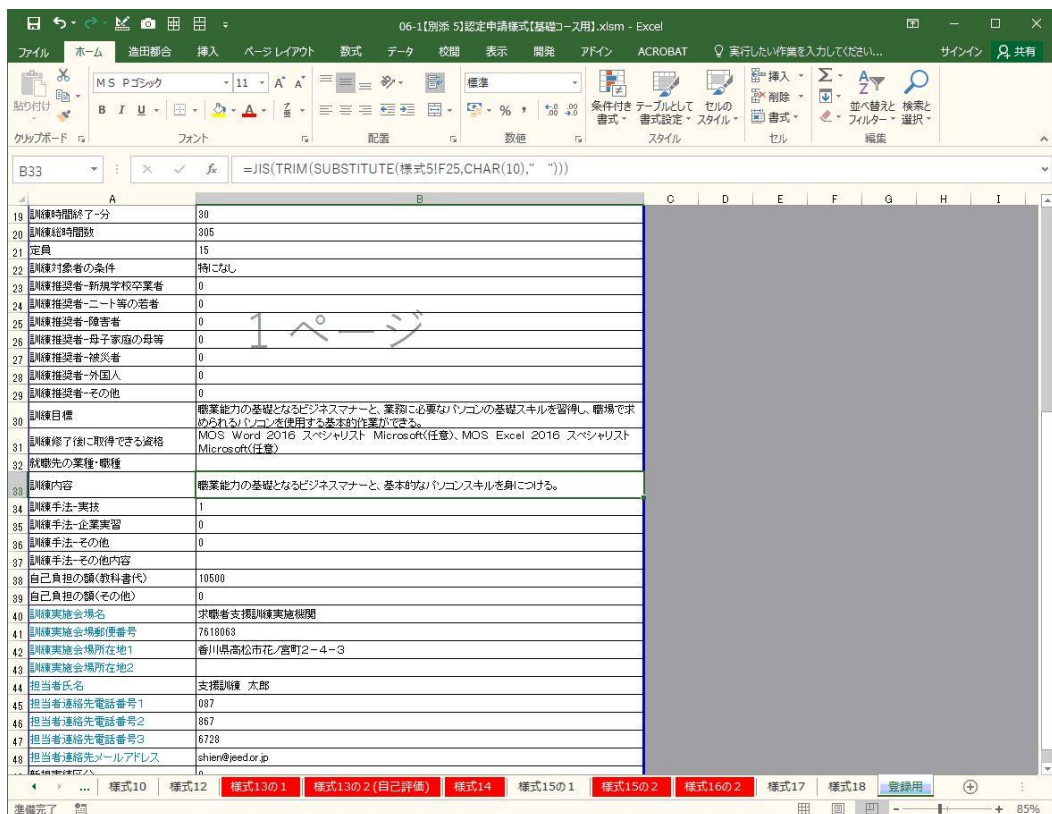 06-1【別添 5】認定申請様式【基礎コース用】.xlsm - Excel
ファイル ホーム 造田都合 挿入 ページ レイアウト 数式 データ 校閲 表示 開発 アドイン ACROBAT 実行したい作業を入力してください... サインイン 共有
貼り付け
MS Pゴシック 11
B I U
標準
条件付き書式 テーブルとして書式設定 セルのスタイル
挿入 削除 書式
並べ替えとフィルター 検索と選択
クリップボード フォント 配置 数値 スタイル セル 編集
B33 fx =JIS(TRIM(SUBSTITUTE(様式5!F25,CHAR(10),"　")))
A B C D E F G H I
19 訓練時間終了-分 30
20 訓練総時間数 305
21 定員 15
22 訓練対象者の条件 特になし
23 訓練推奨者-新規学校卒業者 0
24 訓練推奨者-ニート等の若者 0
25 訓練推奨者-障害者 0
26 訓練推奨者-母子家庭の母等 0
27 訓練推奨者-被災者 0
28 訓練推奨者-外国人 0
29 訓練推奨者-その他 0
1 ページ
30 訓練目標 職業能力の基礎となるビジネスマナーと、業務に必要なパソコンの基礎スキルを習得し、職場で求
められるパソコンを使用する基本的作業ができる。
31 訓練修了後に取得できる資格 MOS Word 2016 スペシャリスト Microsoft(任意)、MOS Excel 2016 スペシャリスト
Microsoft(任意)
32 就職先の業種・職種
33 訓練内容 職業能力の基礎となるビジネスマナーと、基本的なパソコンスキルを身につける。
34 訓練手法-実技 1
35 訓練手法-企業実習 0
36 訓練手法-その他 0
37 訓練手法-その他内容
38 自己負担の額(教科書代) 10500
39 自己負担の額(その他) 0
40 訓練実施会場名 求職者支援訓練実施機関
41 訓練実施会場郵便番号 7618063
42 訓練実施会場所在地1 香川県高松市花ノ宮町2-4-3
43 訓練実施会場所在地2
44 担当者氏名 支援訓練 太郎
45 担当者連絡先電話番号1 087
46 担当者連絡先電話番号2 867
47 担当者連絡先電話番号3 6728
48 担当者連絡先メールアドレス shien@jeed.or.jp
... 様式10 様式12 様式13の1 様式13の2(自己評価) 様式14 様式15の1 様式15の2 様式16の2 様式17 様式18 登録用
準備完了 85%